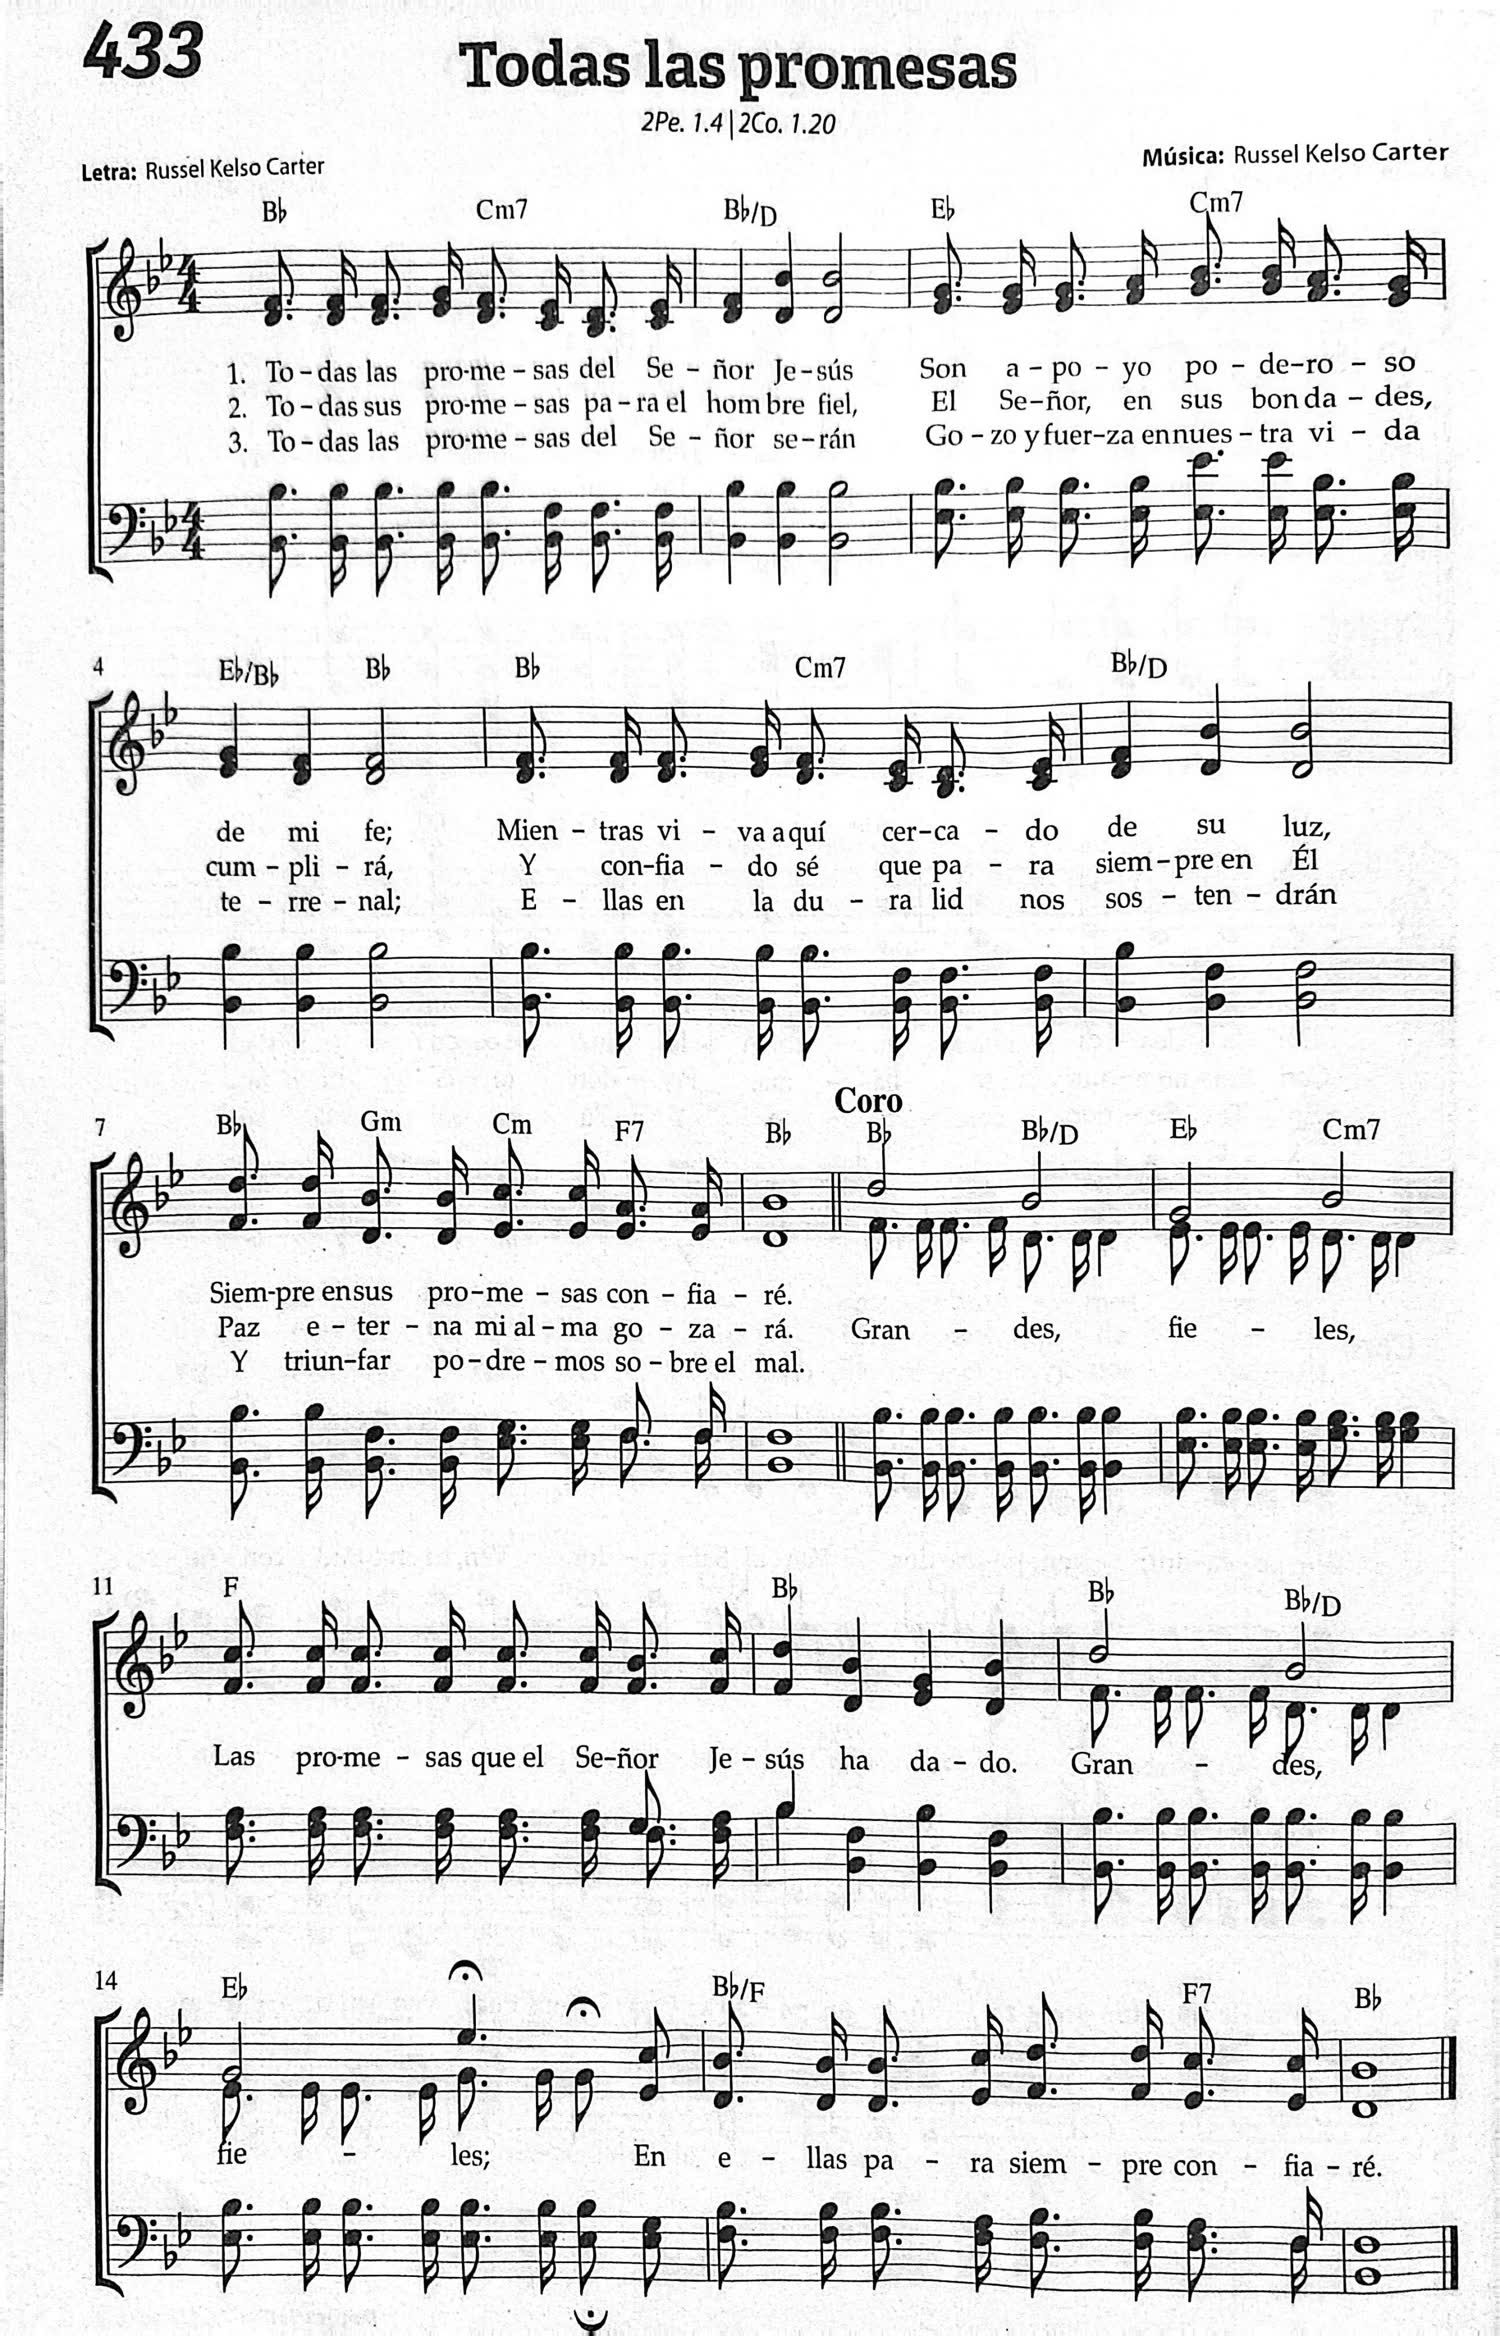 433
Todas las promesas
2Pe. 1.4|2Co. 1.20
Letra: Russel Kelso Carter
Música: Russel Kelso Carter
B♭ Cm7 B♭/D E♭ Cm7
1. To-das las pro-me-sas del Se-ñor Je-sús Son a-po-yo po-de-ro-so
2. To-das sus pro-me-sas pa-ra el hom bre fiel, El Se-ñor, en sus bon da-des,
3. To-das las pro-me-sas del Se-ñor se-rán Go-zo y fuer-za en nues-tra vi-da
4 E♭/B♭ B♭ B♭ Cm7 B♭/D
de mi fe; Mien-tras vi-va aquí cer-ca-do de su luz,
cum-pli-rá, Y con-fia-do sé que pa-ra siem-pre en Él
te-rre-nal; E-llas en la du-ra lid nos sos-ten-drán
Coro
7 B♭ Gm Cm F7 B♭ B♭ B♭/D E♭ Cm7
Siem-pre en sus pro-me-sas con-fia-ré.
Paz e-ter-na mi al-ma go-za-rá. Gran-des, fie-les,
Y triun-far po-dre-mos so-bre el mal.
11 F B♭ B♭ B♭/D
Las pro-me-sas que el Se-ñor Je-sús ha da-do. Gran-des,
14 E♭ B♭/F F7 B♭
fie-les; En e-llas pa-ra siem-pre con-fia-ré.